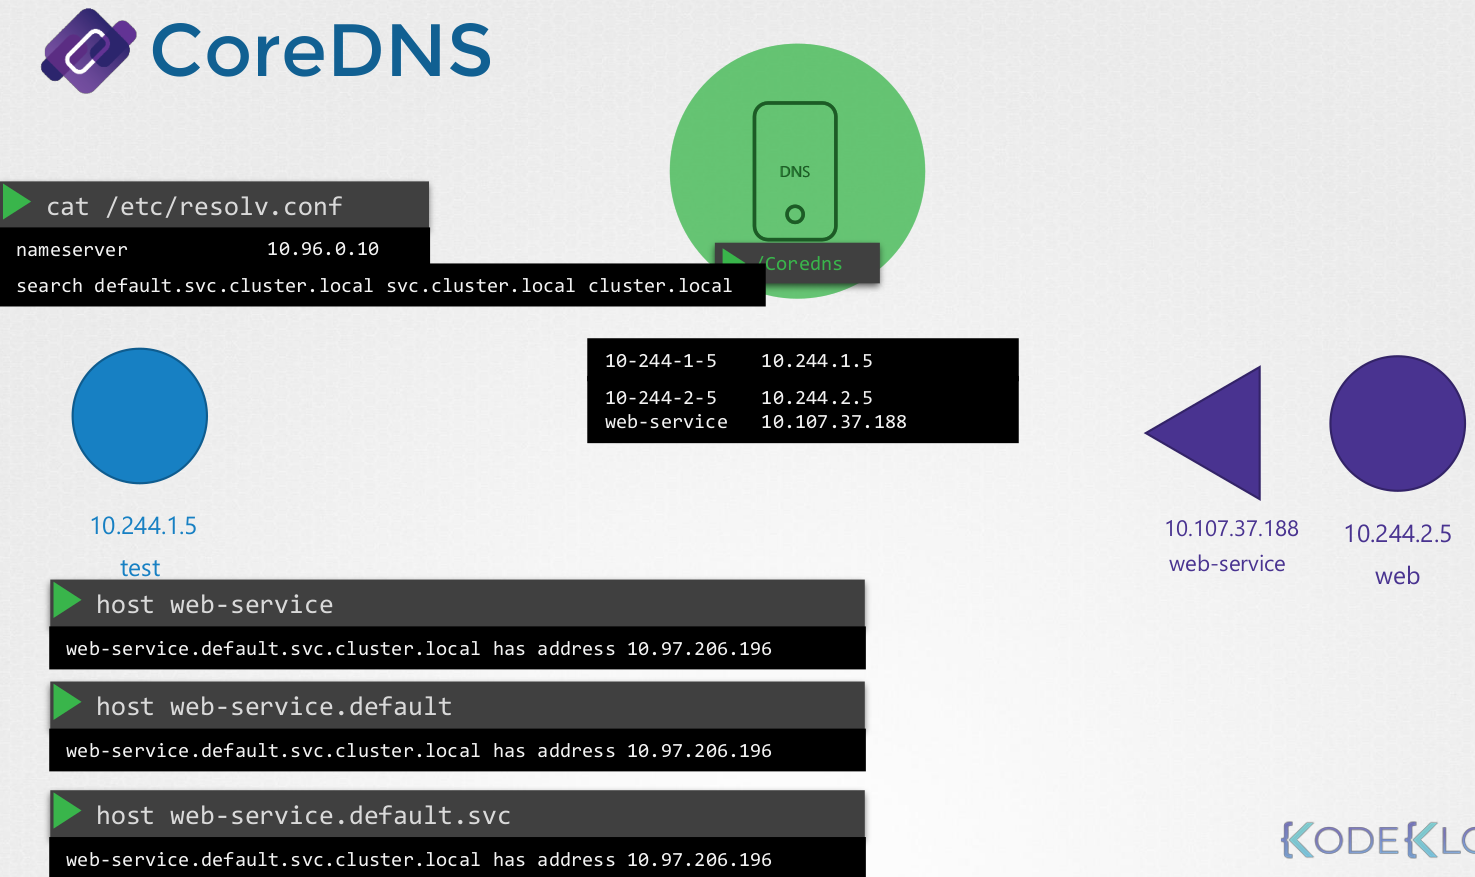 CoreDNS
DNS
cat /etc/resolv.conf
nameserver 10.96.0.10
/Coredns
search default.svc.cluster.local svc.cluster.local cluster.local
10-244-1-5 10.244.1.5
10-244-2-5 10.244.2.5
web-service 10.107.37.188
10.244.1.5
test
10.107.37.188
web-service
10.244.2.5
web
host web-service
web-service.default.svc.cluster.local has address 10.97.206.196
host web-service.default
web-service.default.svc.cluster.local has address 10.97.206.196
host web-service.default.svc
web-service.default.svc.cluster.local has address 10.97.206.196